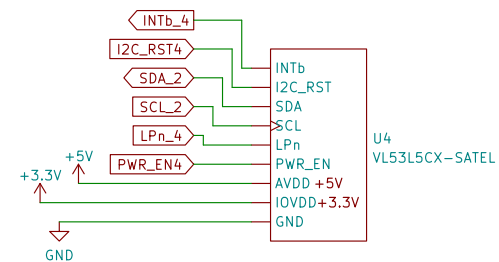 INTb_4
I2C_RST4
SDA_2
SCL_2
LPn_4
PWR_EN4
+5V
+3.3V
GND
INTb
I2C_RST
SDA
SCL
LPn
PWR_EN
AVDD +5V
IOVDD+3.3V
GND
U4
VL53L5CX-SATEL